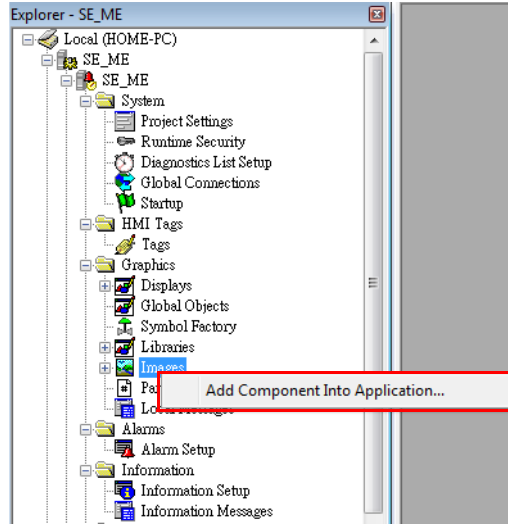 Explorer - SE_ME
Local (HOME-PC)
SE_ME
SE_ME
System
Project Settings
Runtime Security
Diagnostics List Setup
Global Connections
Startup
HMI Tags
Tags
Graphics
Displays
Global Objects
Symbol Factory
Libraries
Images
Add Component Into Application...
Alarms
Alarm Setup
Information
Information Setup
Information Messages